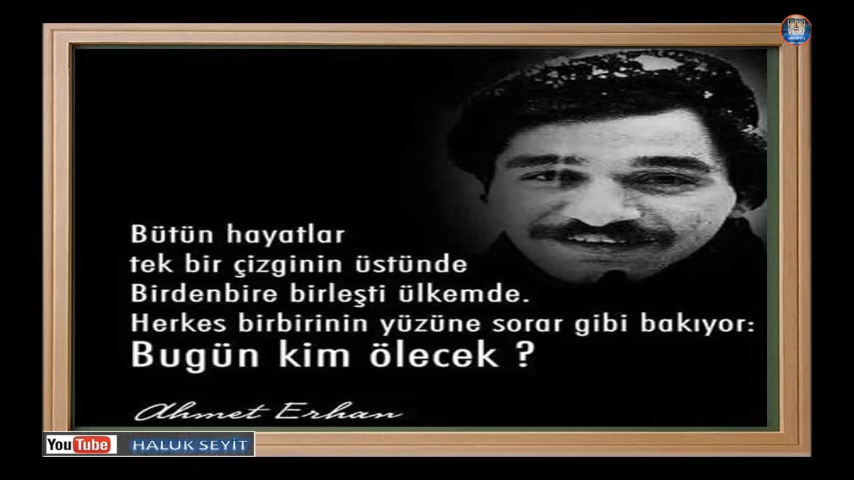 Bütün hayatlar
tek bir çizginin üstünde
Birdenbire birleşti ülkemde.
Herkes birbirinin yüzüne sorar gibi bakıyor:
Bugün kim ölecek ?
Ahmet Erhan
YouTube HALUK SEYİT